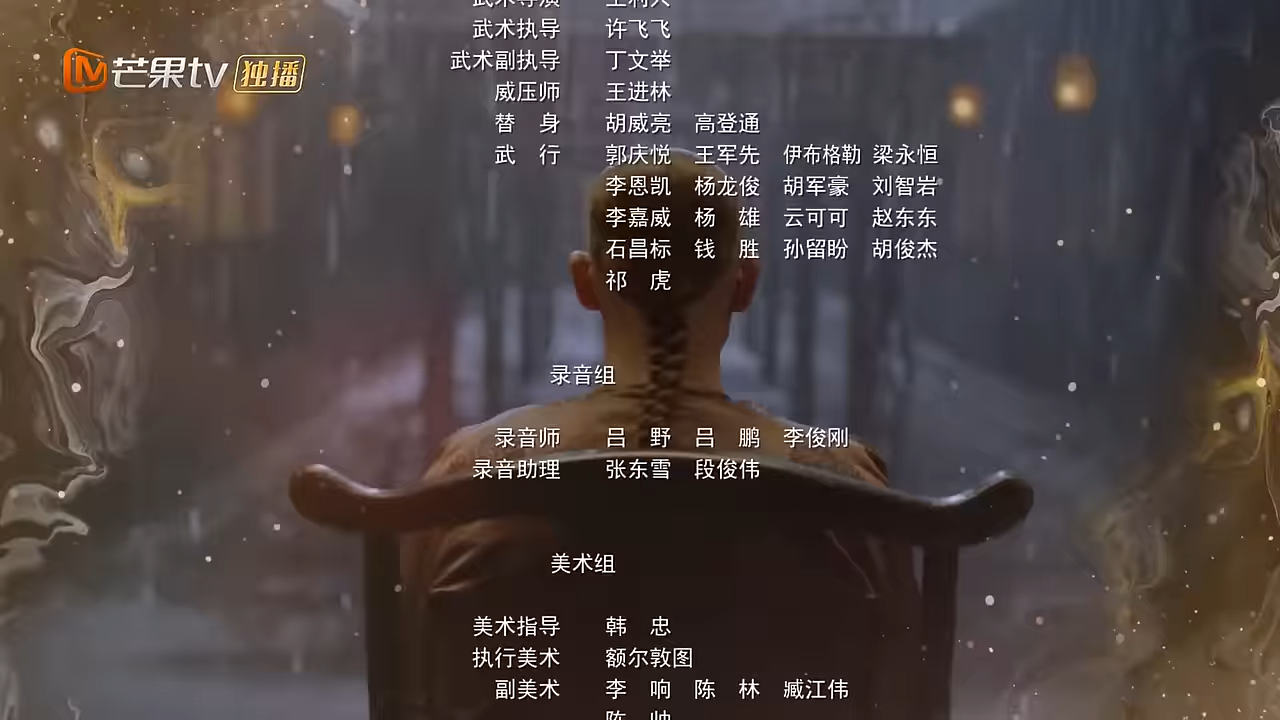 芒果tv 独播
武术执导 许飞飞
武术副执导 丁文举
威压师 王进林
替 身 胡威亮 高登通
武 行 郭庆悦 王军先 伊布格勒 梁永恒
李恩凯 杨龙俊 胡军豪 刘智岩
李嘉威 杨 雄 云可可 赵东东
石昌标 钱 胜 孙留盼 胡俊杰
祁 虎
录音组
录音师 吕 野 吕 鹏 李俊刚
录音助理 张东雪 段俊伟
美术组
美术指导 韩 忠
执行美术 额尔敦图
副美术 李 响 陈 林 臧江伟